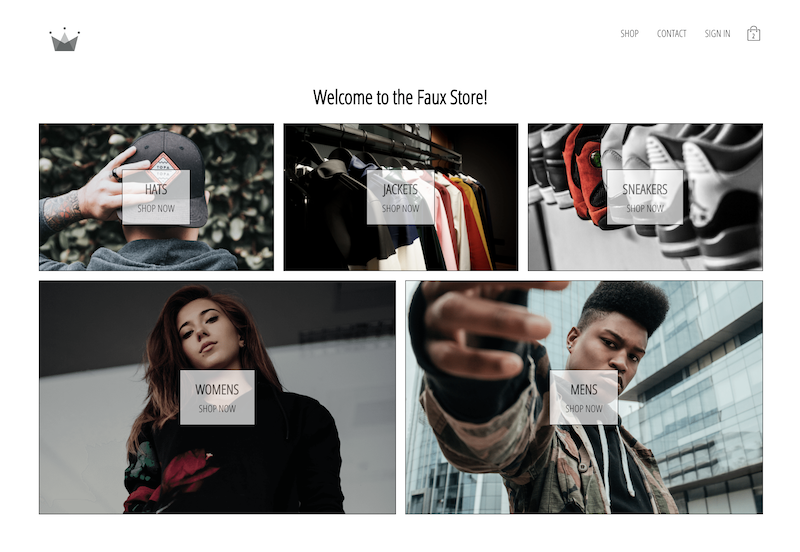 SHOP CONTACT SIGN IN 2
Welcome to the Faux Store!
HATS
SHOP NOW
JACKETS
SHOP NOW
SNEAKERS
SHOP NOW
WOMENS
SHOP NOW
MENS
SHOP NOW